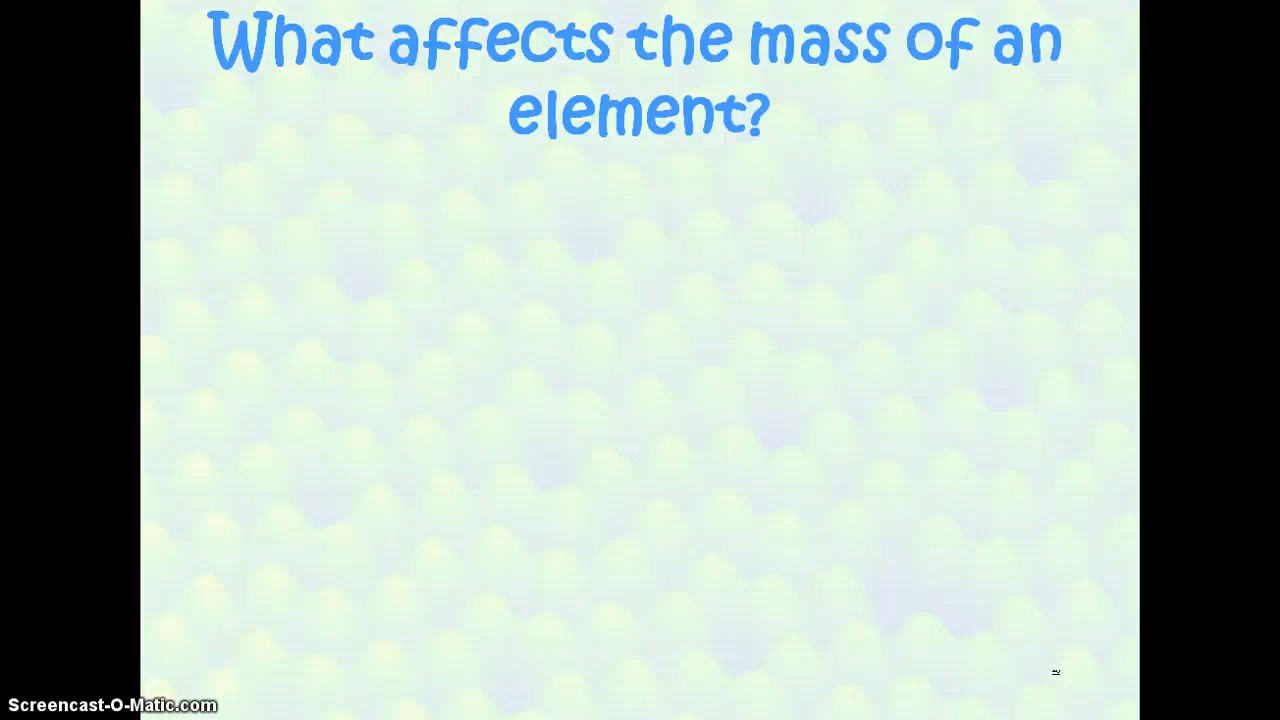 What affects the mass of an
element?
Screencast-O-Matic.com